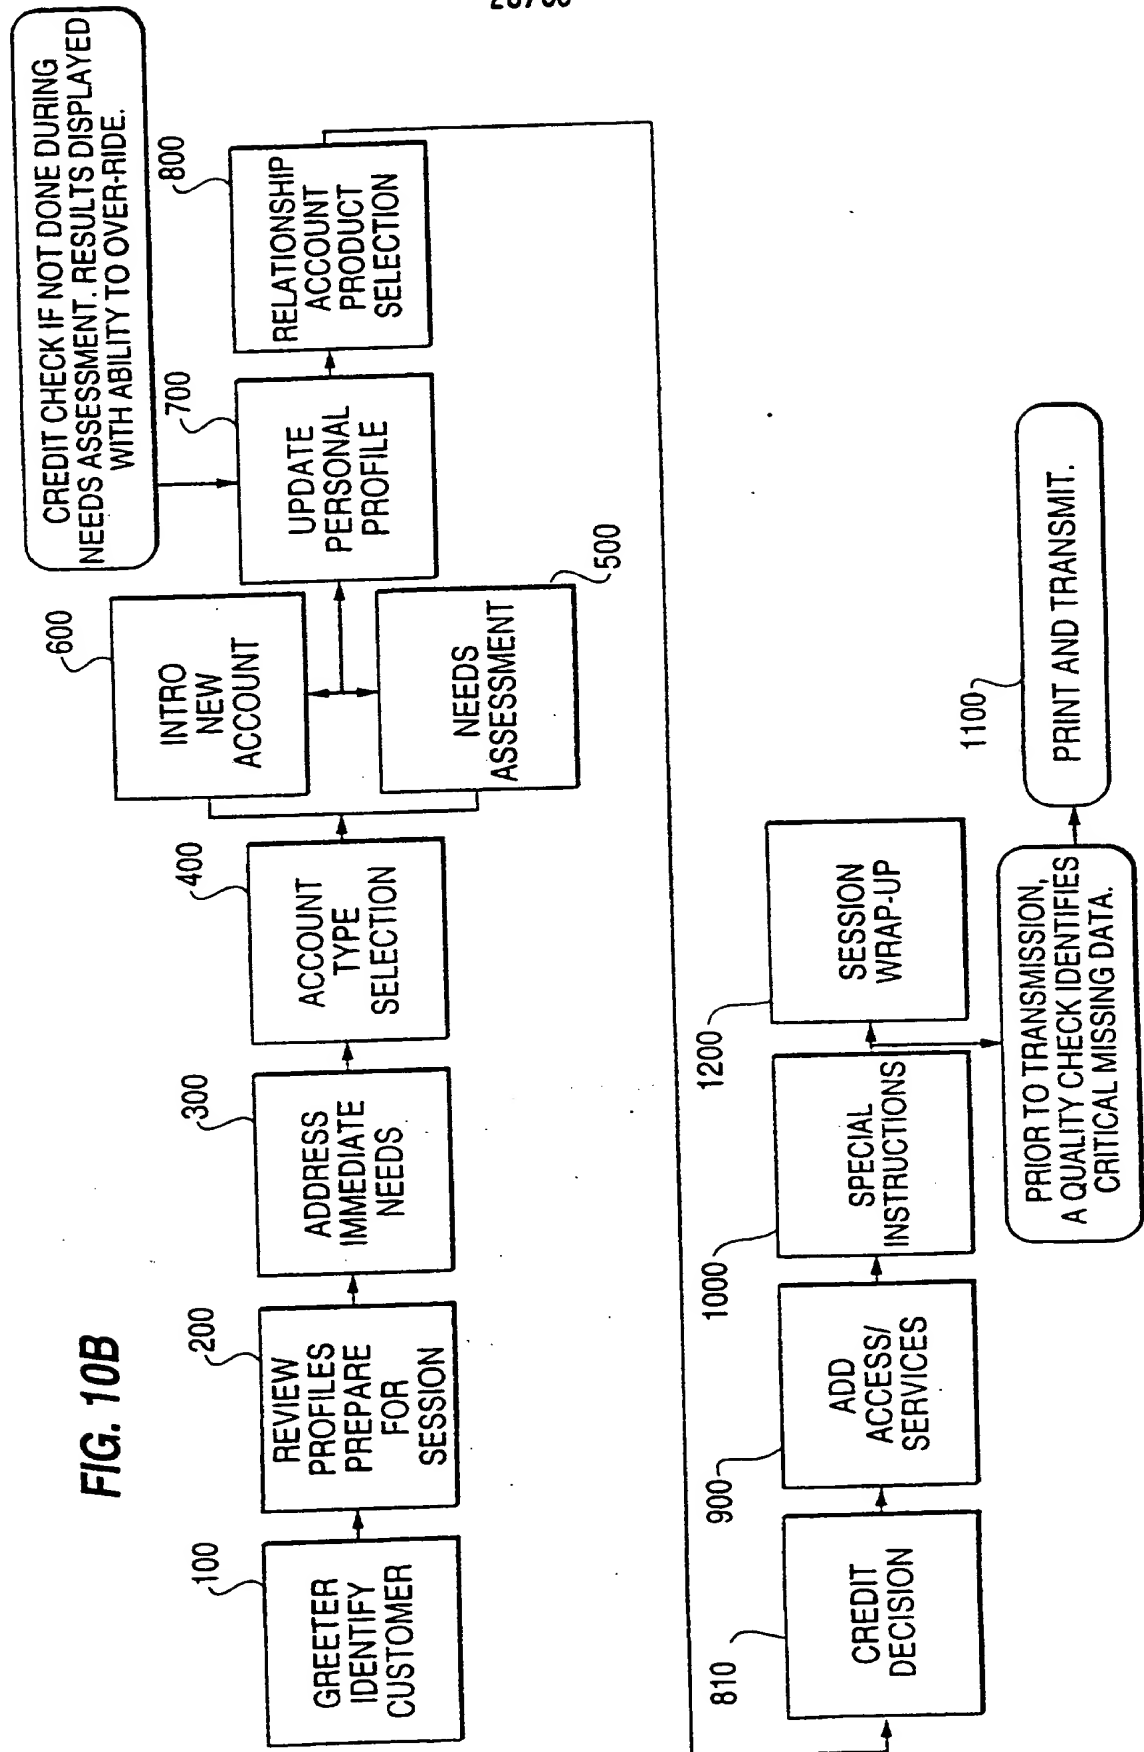 FIG. 10B
100
GREETER
IDENTIFY
CUSTOMER
200
REVIEW
PROFILES
PREPARE
FOR
SESSION
300
ADDRESS
IMMEDIATE
NEEDS
400
ACCOUNT
TYPE
SELECTION
600
INTRO
NEW
ACCOUNT
NEEDS
ASSESSMENT
500
CREDIT CHECK IF NOT DONE DURING
NEEDS ASSESSMENT. RESULTS DISPLAYED
WITH ABILITY TO OVER-RIDE.
700
UPDATE
PERSONAL
PROFILE
800
RELATIONSHIP
ACCOUNT
PRODUCT
SELECTION
810
CREDIT
DECISION
900
ADD
ACCESS/
SERVICES
1000
SPECIAL
INSTRUCTIONS
1200
SESSION
WRAP-UP
PRIOR TO TRANSMISSION,
A QUALITY CHECK IDENTIFIES
CRITICAL MISSING DATA.
1100
PRINT AND TRANSMIT.